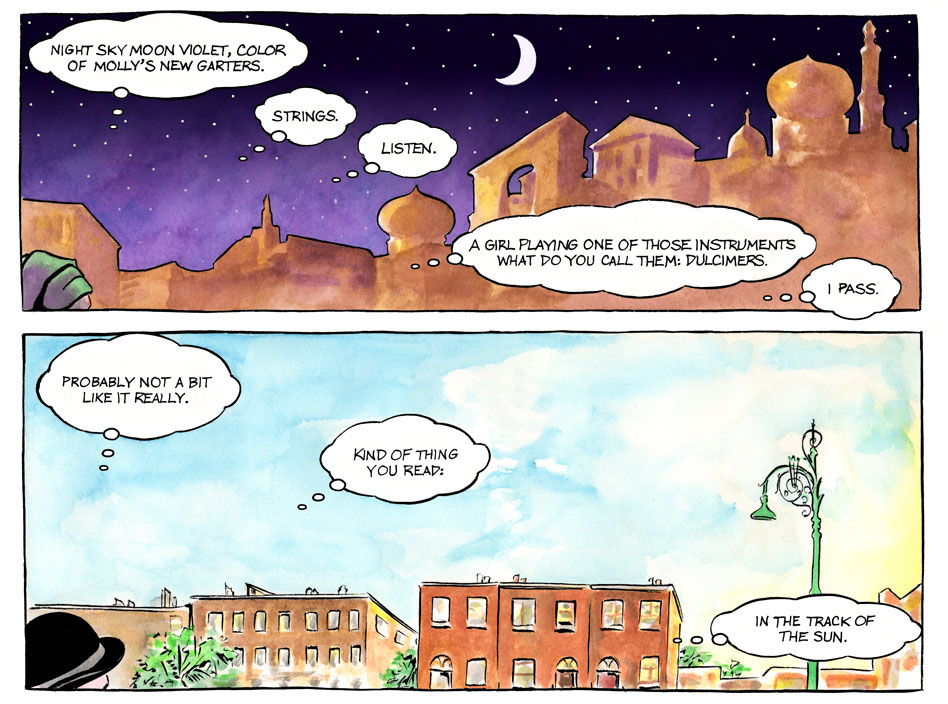 NIGHT SKY MOON VIOLET, COLOR
OF MOLLY'S NEW GARTERS.
STRINGS.
LISTEN.
A GIRL PLAYING ONE OF THOSE INSTRUMENTS
WHAT DO YOU CALL THEM: DULCIMERS.
I PASS.
PROBABLY NOT A BIT
LIKE IT REALLY.
KIND OF THING
YOU READ:
IN THE TRACK OF
THE SUN.